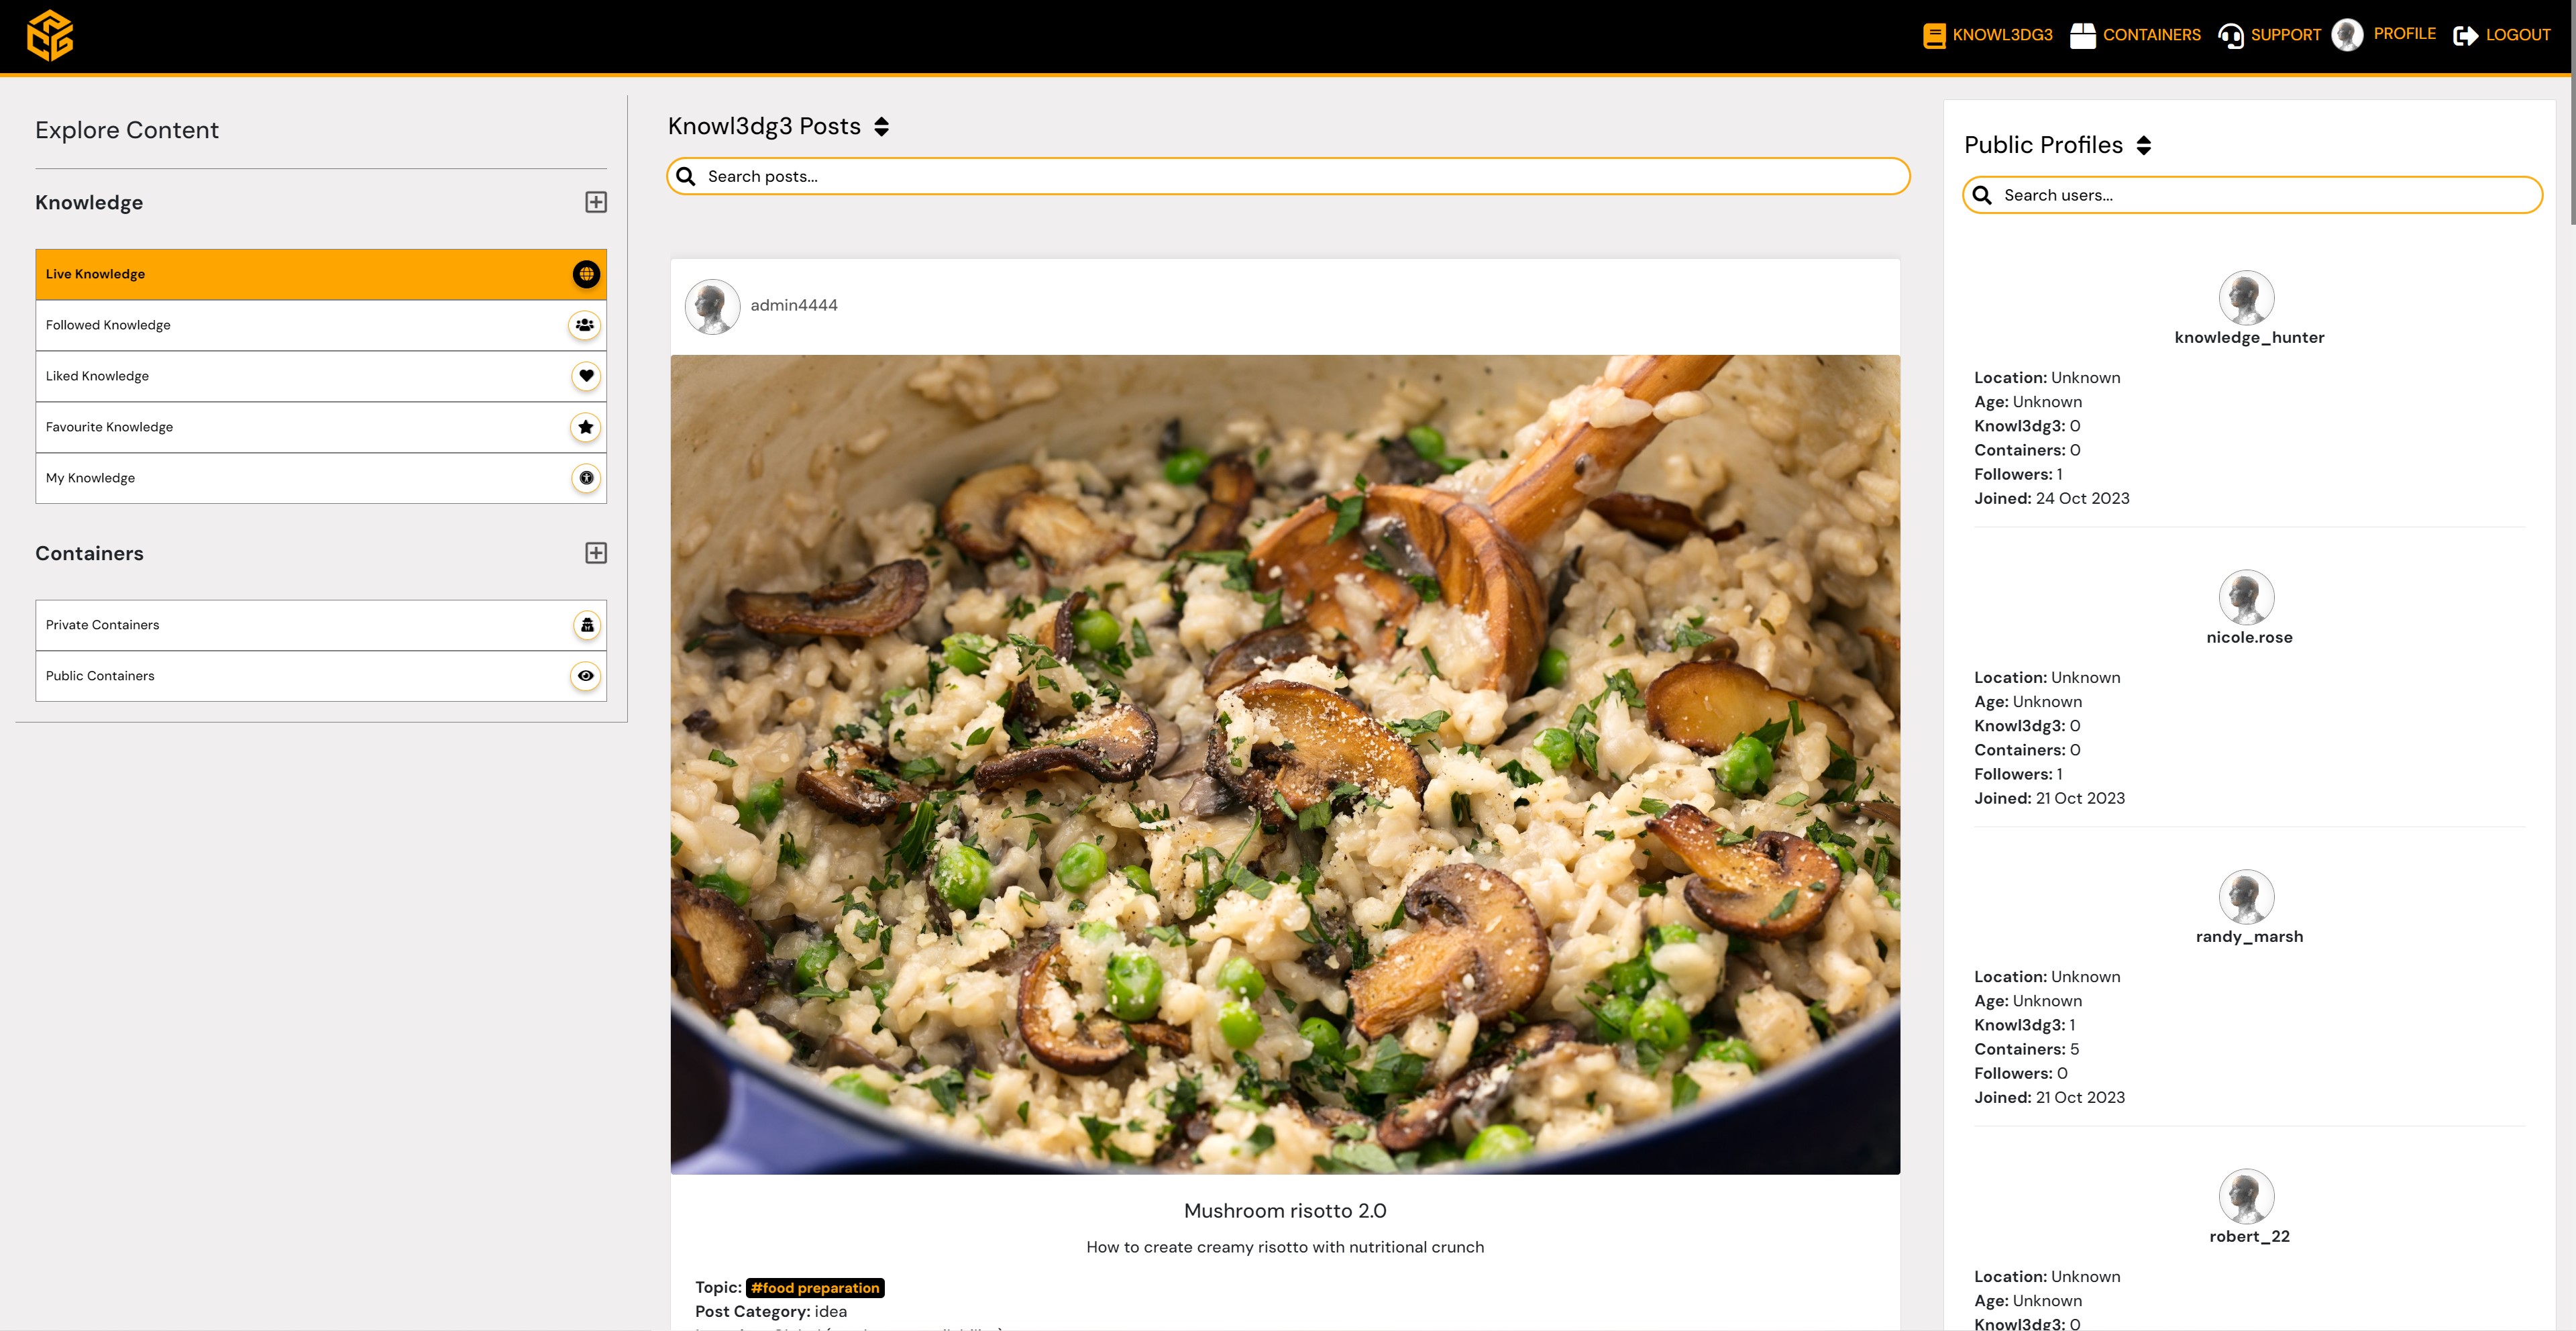 KNOWL3DG3
CONTAINERS
SUPPORT
PROFILE
LOGOUT
Explore Content
Knowledge
Live Knowledge
Followed Knowledge
Liked Knowledge
Favourite Knowledge
My Knowledge
Containers
Private Containers
Public Containers
Knowl3dg3 Posts
Search posts...
admin4444
Mushroom risotto 2.0
How to create creamy risotto with nutritional crunch
Topic: #food preparation
Post Category: idea
Public Profiles
Search users...
knowledge_hunter
Location: Unknown
Age: Unknown
Knowl3dg3: 0
Containers: 0
Followers: 1
Joined: 24 Oct 2023
nicole.rose
Location: Unknown
Age: Unknown
Knowl3dg3: 0
Containers: 0
Followers: 1
Joined: 21 Oct 2023
randy_marsh
Location: Unknown
Age: Unknown
Knowl3dg3: 1
Containers: 5
Followers: 0
Joined: 21 Oct 2023
robert_22
Location: Unknown
Age: Unknown
Knowl3dg3: 0